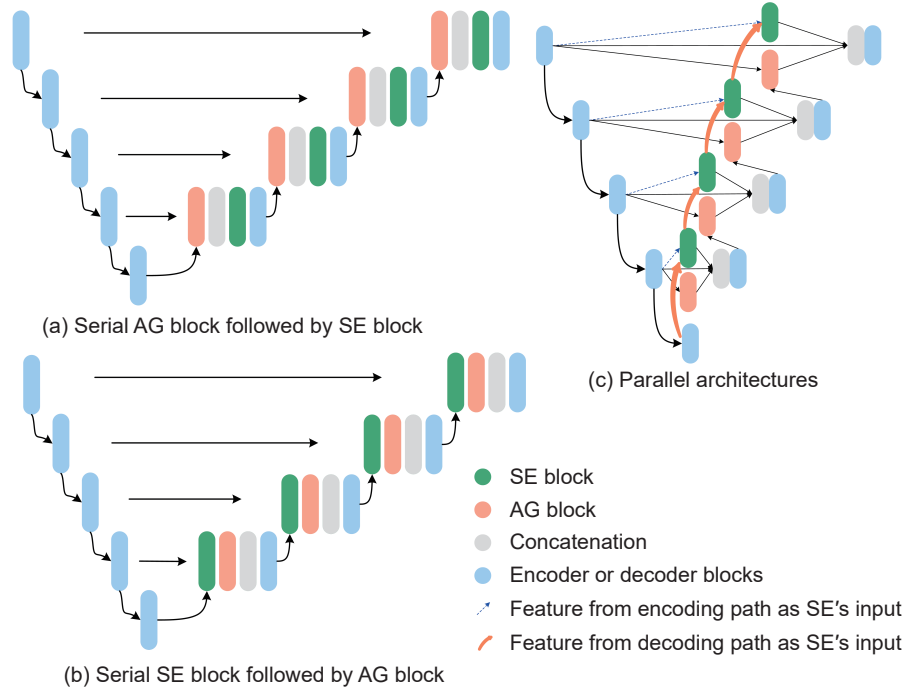 (a) Serial AG block followed by SE block
(b) Serial SE block followed by AG block
(c) Parallel architectures
SE block
AG block
Concatenation
Encoder or decoder blocks
Feature from encoding path as SE′s input
Feature from decoding path as SE′s input